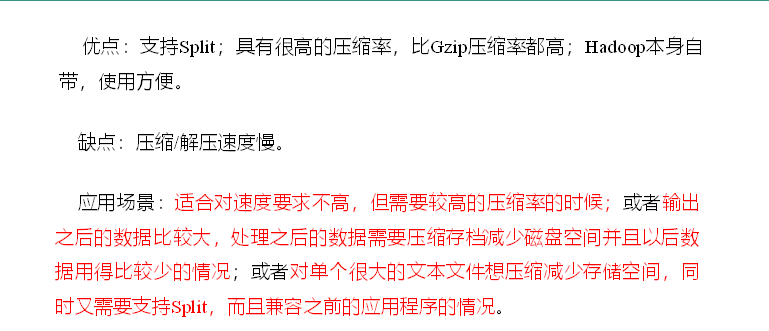 优点：支持Split；具有很高的压缩率，比Gzip压缩率都高；Hadoop本身自
带，使用方便。
缺点：压缩/解压速度慢。
应用场景：适合对速度要求不高，但需要较高的压缩率的时候；或者输出
之后的数据比较大，处理之后的数据需要压缩存档减少磁盘空间并且以后数
据用得比较少的情况；或者对单个很大的文本文件想压缩减少存储空间，同
时又需要支持Split，而且兼容之前的应用程序的情况。